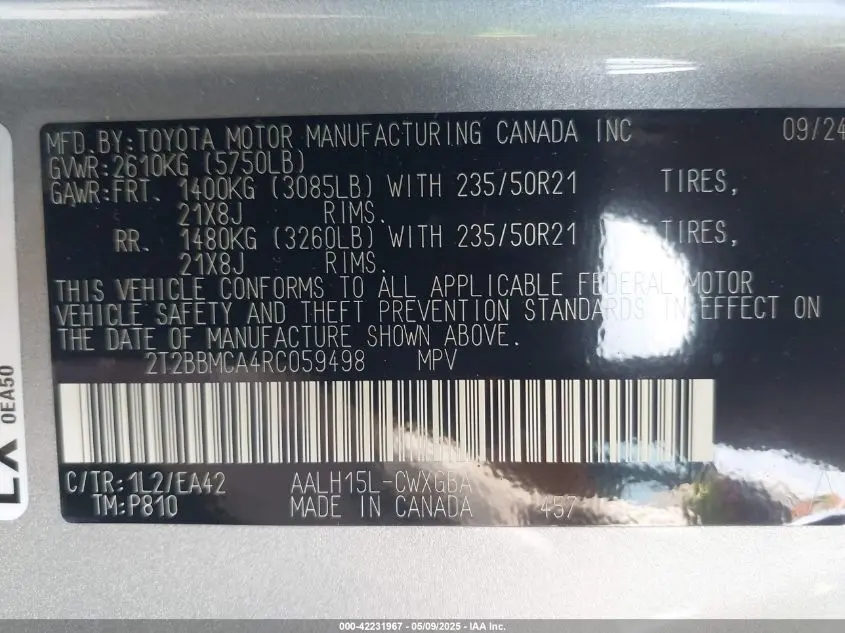 MFD.BY:TOYOTA MOTOR MANUFACTURING CANADA INC 09/24
GVWR:2610KG (5750LB)
GAWR:FRT. 1400KG (3085LB) WITH 235/50R21 TIRES,
21X8J RIMS.
RR. 1480KG (3260LB) WITH 235/50R21 TIRES,
21X8J RIMS.
THIS VEHICLE CONFORMS TO ALL APPLICABLE FEDERAL MOTOR
VEHICLE SAFETY AND THEFT PREVENTION STANDARDS IN EFFECT ON
THE DATE OF MANUFACTURE SHOWN ABOVE.
2T2BBMCA4RC059498 MPV
C/TR:1L2/EA42 AALH15L-CWXGBA
TM:P810 MADE IN CANADA 457
0EA50
000-42231967 - 05/09/2025 - IAA Inc.